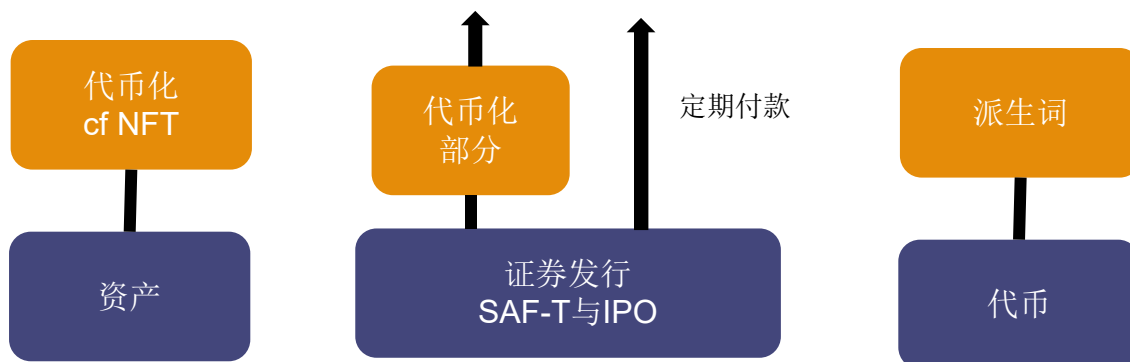 代币化
cf NFT
资产
代币化
部分
定期付款
证券发行
SAF-T与IPO
派生词
代币